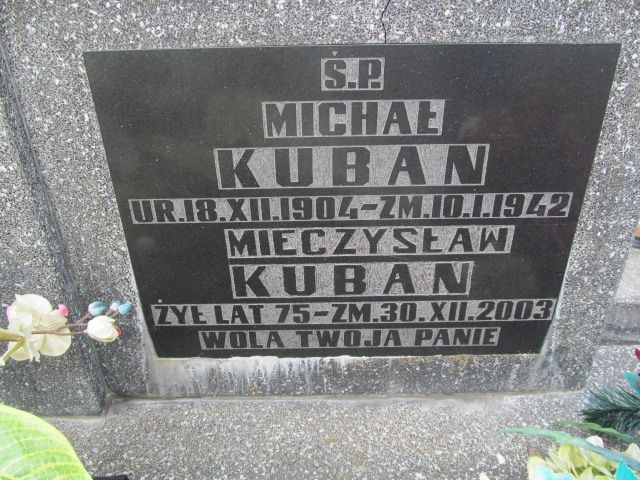 Ś.P.
MICHAŁ
KUBAN
UR.18.XII.1904-ZM.10.I.1942
MIECZYSŁAW
KUBAN
ŻYŁ LAT 75-ZM.30.XII.2003
WOLA TWOJA PANIE